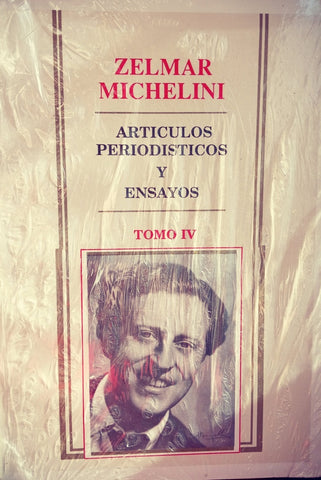 ZELMAR
MICHELINI
ARTICULOS
PERIODISTICOS
Y
ENSAYOS
TOMO IV